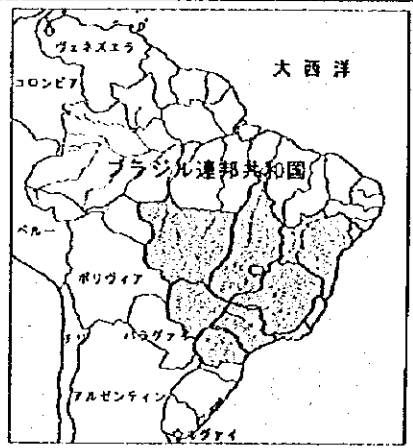 ヴェネズエラ
大西洋
コロンビア
ブラジル連邦共和国
ペルー
ボリヴィア
チリ
パラグァイ
アルゼンティン
ウルグァイ